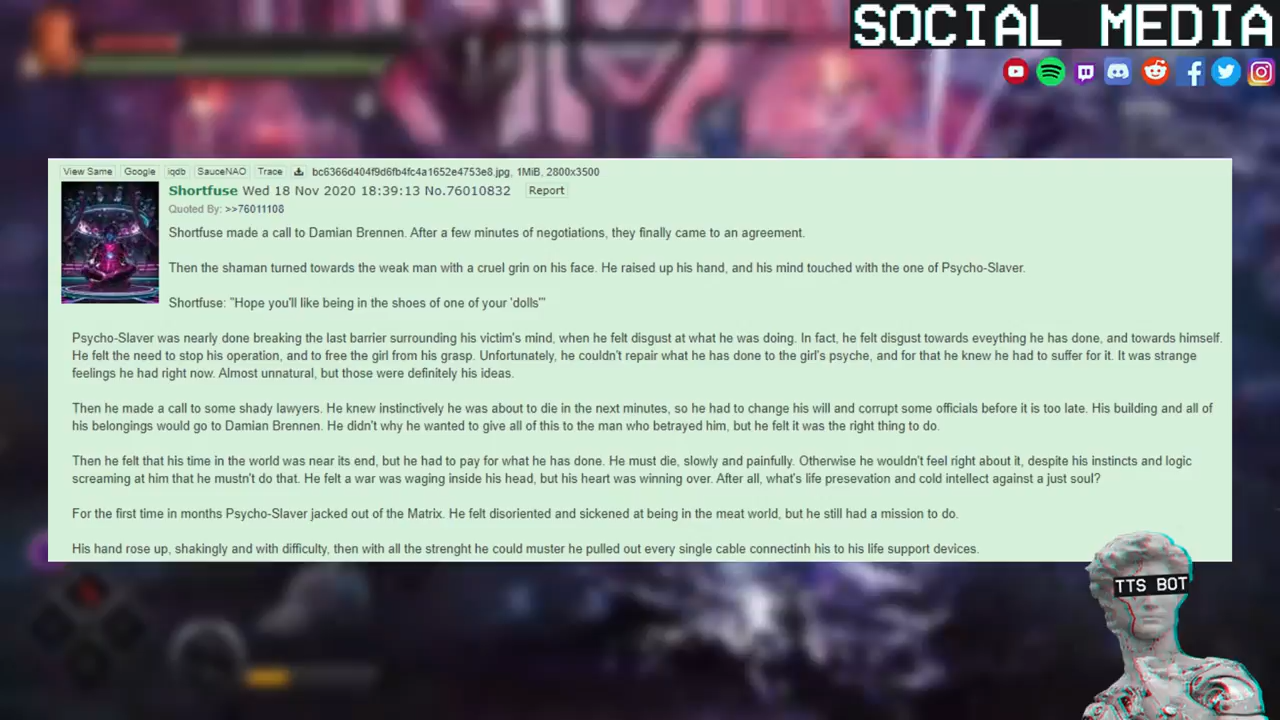 SOCIAL MEDIA
View Same Google iqdb SauceNAO Trace bc6366d404f9d6fb4fc4a1652e4753e8.jpg, 1MiB, 2800x3500
Shortfuse Wed 18 Nov 2020 18:39:13 No.76010832 Report
Quoted By: >>76011108
Shortfuse made a call to Damian Brennen. After a few minutes of negotiations, they finally came to an agreement.
Then the shaman turned towards the weak man with a cruel grin on his face. He raised up his hand, and his mind touched with the one of Psycho-Slaver.
Shortfuse: "Hope you'll like being in the shoes of one of your 'dolls'"
Psycho-Slaver was nearly done breaking the last barrier surrounding his victim's mind, when he felt disgust at what he was doing. In fact, he felt disgust towards eveything he has done, and towards himself.
He felt the need to stop his operation, and to free the girl from his grasp. Unfortunately, he couldn't repair what he has done to the girl's psyche, and for that he knew he had to suffer for it. It was strange
feelings he had right now. Almost unnatural, but those were definitely his ideas.
Then he made a call to some shady lawyers. He knew instinctively he was about to die in the next minutes, so he had to change his will and corrupt some officials before it is too late. His building and all of
his belongings would go to Damian Brennen. He didn't why he wanted to give all of this to the man who betrayed him, but he felt it was the right thing to do.
Then he felt that his time in the world was near its end, but he had to pay for what he has done. He must die, slowly and painfully. Otherwise he wouldn't feel right about it, despite his instincts and logic
screaming at him that he mustn't do that. He felt a war was waging inside his head, but his heart was winning over. After all, what's life presevation and cold intellect against a just soul?
For the first time in months Psycho-Slaver jacked out of the Matrix. He felt disoriented and sickened at being in the meat world, but he still had a mission to do.
His hand rose up, shakingly and with difficulty, then with all the strenght he could muster he pulled out every single cable connectinh his to his life support devices.
TTS BOT